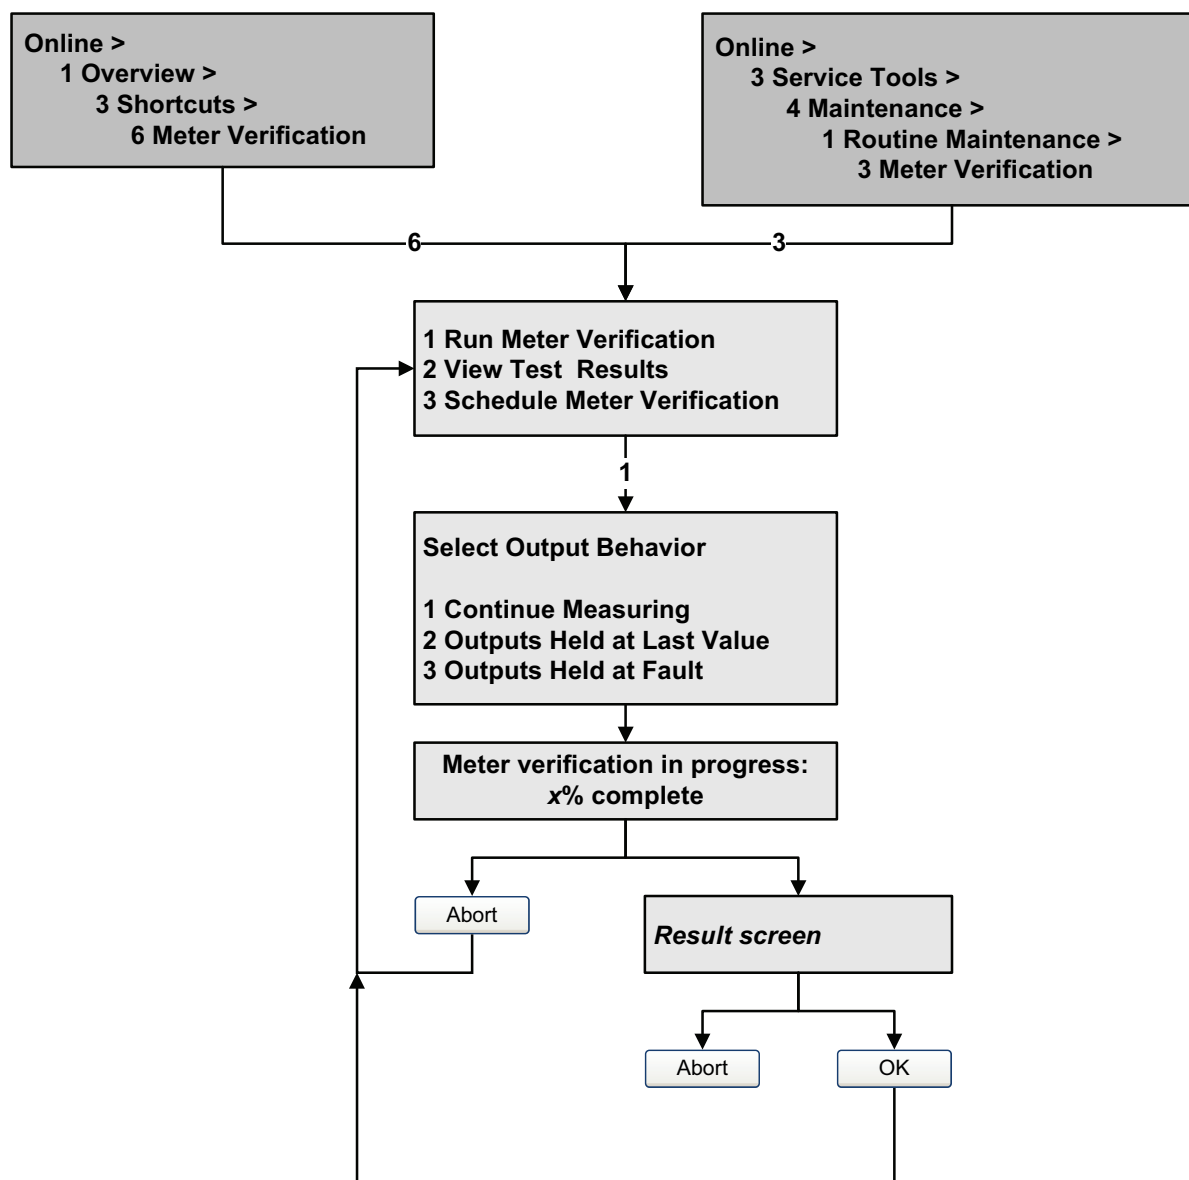 Online >
1 Overview >
3 Shortcuts >
6 Meter Verification
Online >
3 Service Tools >
4 Maintenance >
1 Routine Maintenance >
3 Meter Verification
6
3
1 Run Meter Verification
2 View Test Results
3 Schedule Meter Verification
1
Select Output Behavior
1 Continue Measuring
2 Outputs Held at Last Value
3 Outputs Held at Fault
Meter verification in progress:
x% complete
Abort
Result screen
Abort
OK